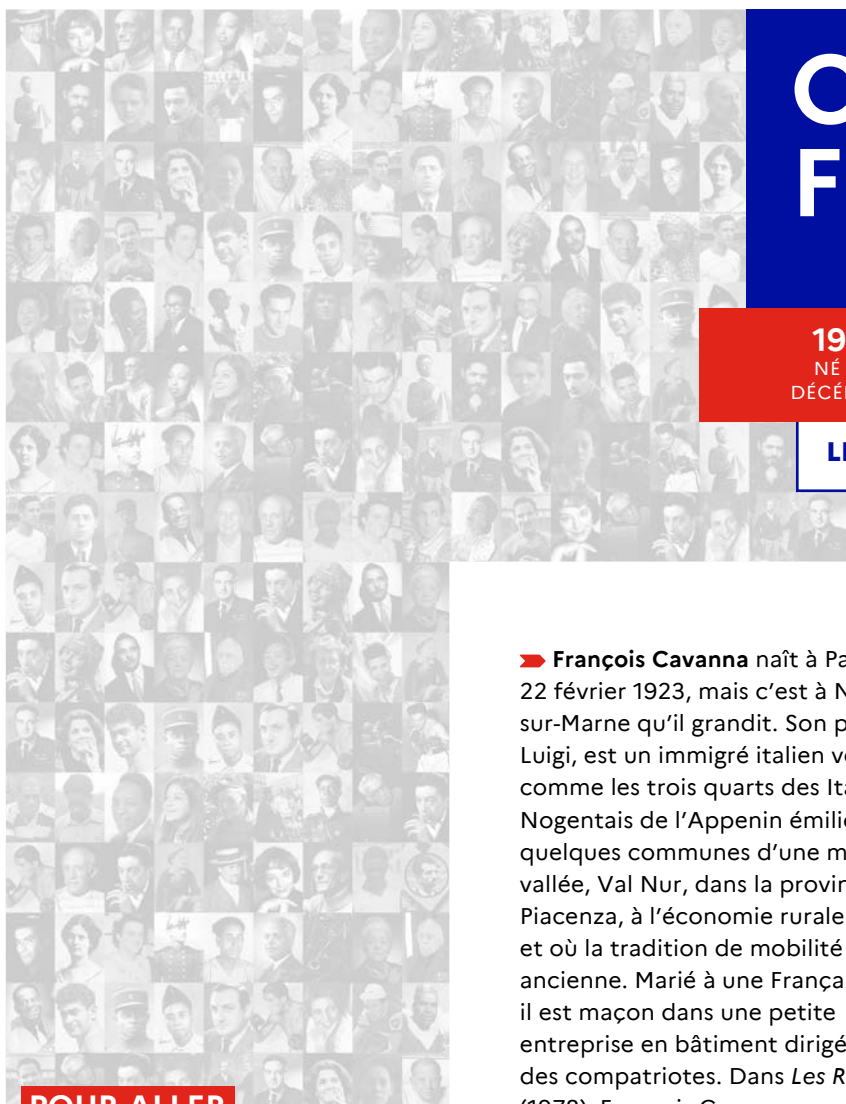 C
F
19
NÉ
DÉCÉ
LI
François Cavanna naît à Pa
22 février 1923, mais c'est à N
sur-Marne qu'il grandit. Son p
Luigi, est un immigré italien v
comme les trois quarts des Ita
Nogentais de l'Appenin émilie
quelques communes d'une m
vallée, Val Nur, dans la provin
Piacenza, à l'économie rurale
et où la tradition de mobilité
ancienne. Marié à une França
il est maçon dans une petite
entreprise en bâtiment dirigé
des compatriotes. Dans Les R
POUR ALLER